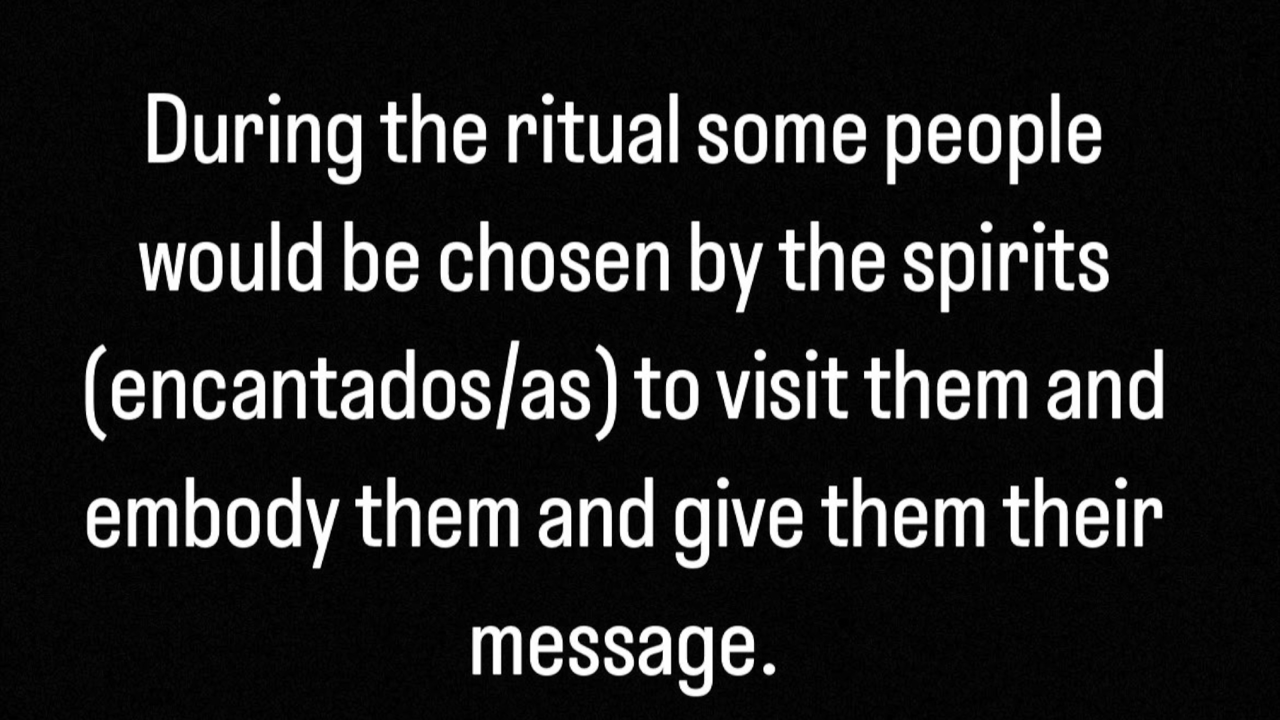 During the ritual some people
would be chosen by the spirits
(encantados/as) to visit them and
embody them and give them their
message.